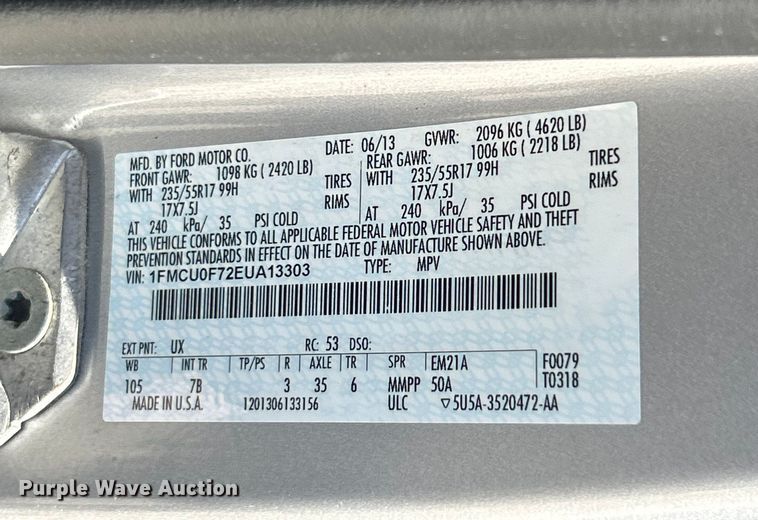 MFD. BY FORD MOTOR CO.
DATE: 06/13 GVWR: 2096 KG ( 4620 LB)
FRONT GAWR: 1098 KG ( 2420 LB) REAR GAWR: 1006 KG ( 2218 LB)
WITH 235/55R17 99H TIRES WITH 235/55R17 99H TIRES
17X7.5J RIMS 17X7.5J RIMS
AT 240 kPa/ 35 PSI COLD AT 240 kPa/ 35 PSI COLD
THIS VEHICLE CONFORMS TO ALL APPLICABLE FEDERAL MOTOR VEHICLE SAFETY AND THEFT
PREVENTION STANDARDS IN EFFECT ON THE DATE OF MANUFACTURE SHOWN ABOVE.
VIN: 1FMCU0F72EUA13303 TYPE: MPV
EXT PNT: UX RC: 53 DSO:
WB INT TR TP/PS R AXLE TR SPR EM21A F0079
105 7B 3 35 6 MMPP 50A T0318
MADE IN U.S.A. 1201306133156 ULC ▽5U5A-3520472-AA
Purple Wave Auction